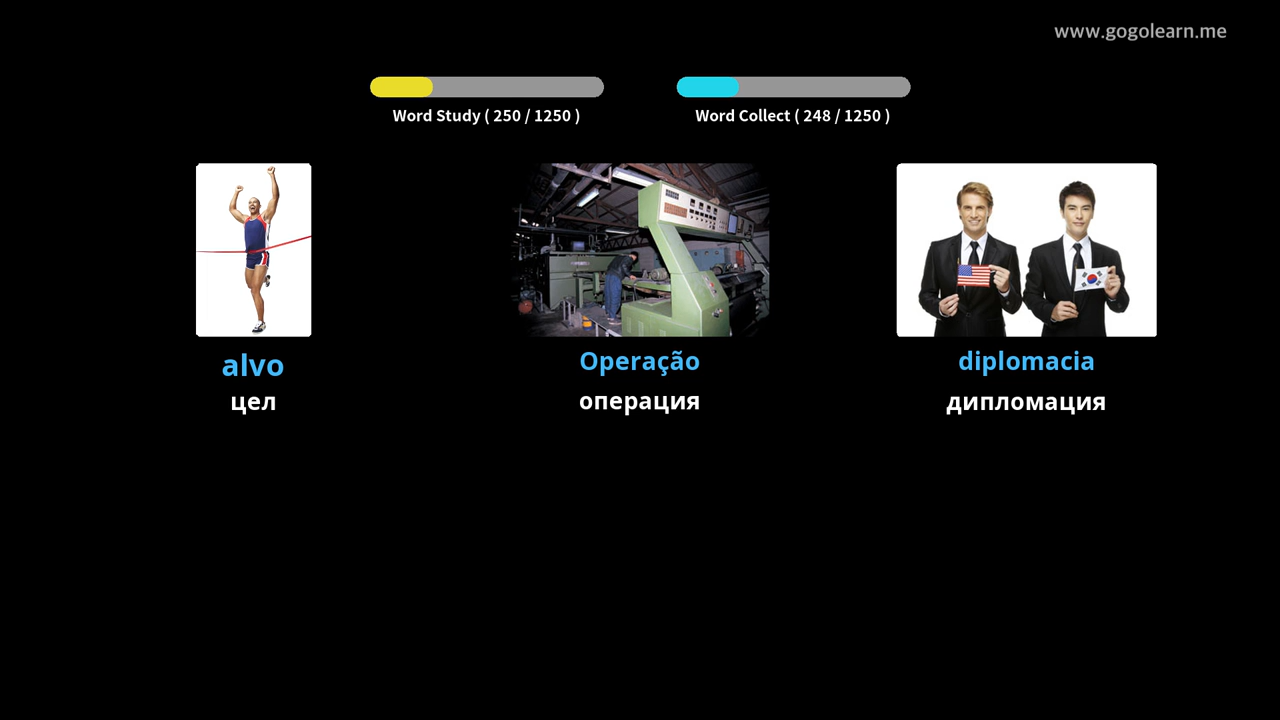 www.gogolearn.me
Word Study ( 250 / 1250 )
Word Collect ( 248 / 1250 )
alvo
цел
Operação
операция
diplomacia
дипломация